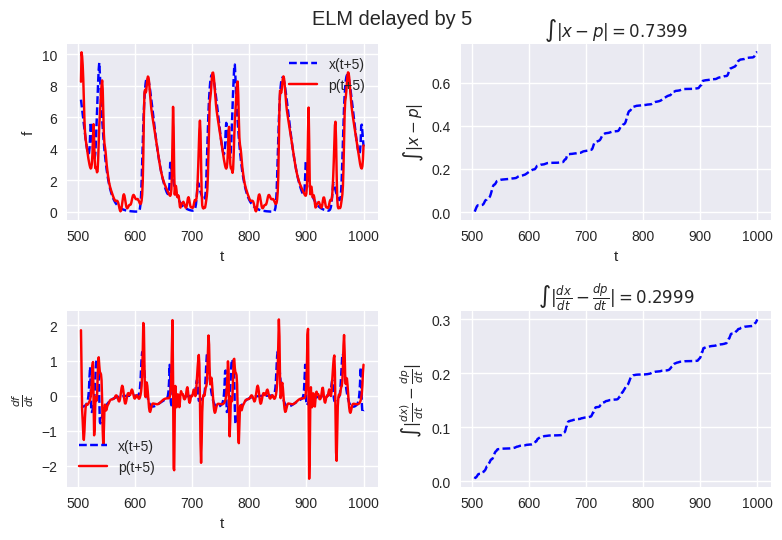 ELM delayed by 5
∫|x − p| = 0.7399
10
8
6
4
2
0
f
x(t+5)
p(t+5)
500 600 700 800 900 1000
t
0.6
0.4
0.2
0.0
∫|x − p|
500 600 700 800 900 1000
t
∫|dx/dt − dp/dt| = 0.2999
2
1
0
−1
−2
df/dt
x(t+5)
p(t+5)
500 600 700 800 900 1000
t
0.3
0.2
0.1
0.0
∫|dx)/dt − dp/dt|
500 600 700 800 900 1000